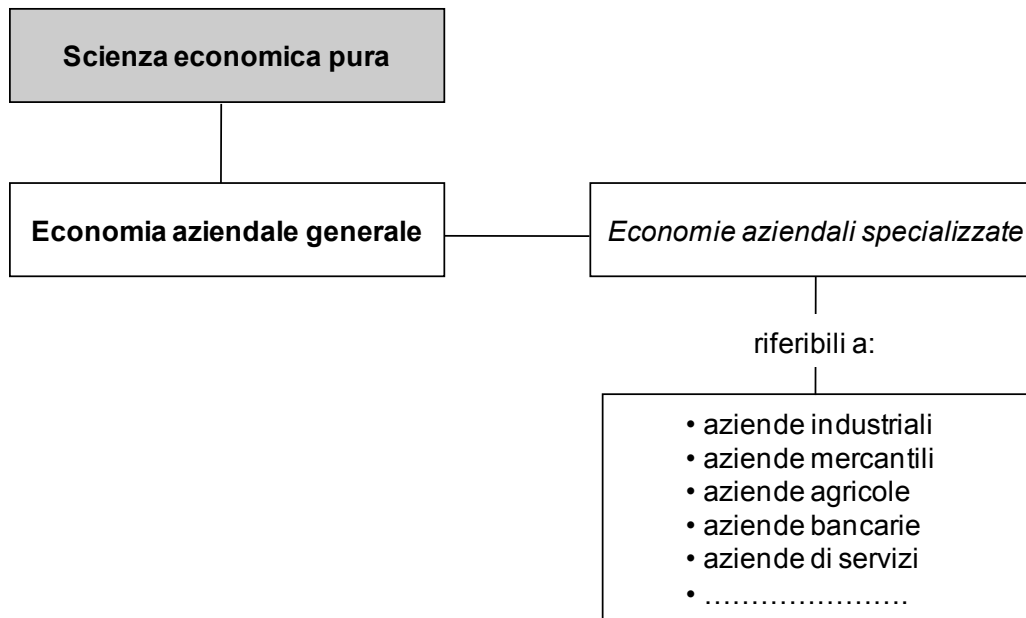 Scienza economica pura
Economia aziendale generale
Economie aziendali specializzate
riferibili a:
• aziende industriali
• aziende mercantili
• aziende agricole
• aziende bancarie
• aziende di servizi
• ……………………